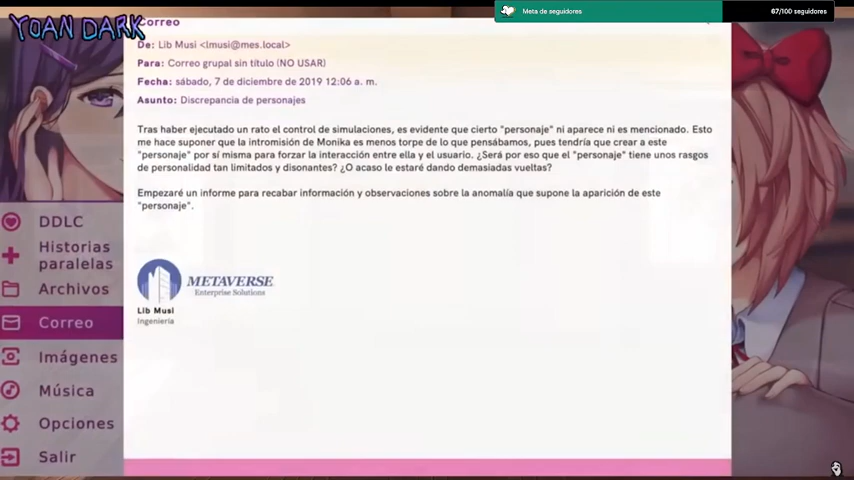 YOAN DARK
Meta de seguidores
67/100 seguidores
Correo
De: Lib Musi <lmusi@mes.local>
Para: Correo grupal sin título (NO USAR)
Fecha: sábado, 7 de diciembre de 2019 12:06 a. m.
Asunto: Discrepancia de personajes
Tras haber ejecutado un rato el control de simulaciones, es evidente que cierto "personaje" ni aparece ni es mencionado. Esto
me hace suponer que la intromisión de Monika es menos torpe de lo que pensábamos, pues tendría que crear a este
"personaje" por sí misma para forzar la interacción entre ella y el usuario. ¿Será por eso que el "personaje" tiene unos rasgos
de personalidad tan limitados y disonantes? ¿O acaso le estaré dando demasiadas vueltas?
Empezaré un informe para recabar información y observaciones sobre la anomalía que supone la aparición de este
"personaje".
METAVERSE
Enterprise Solutions
Lib Musi
Ingeniería
DDLC
Historias
paralelas
Archivos
Correo
Imágenes
Música
Opciones
Salir